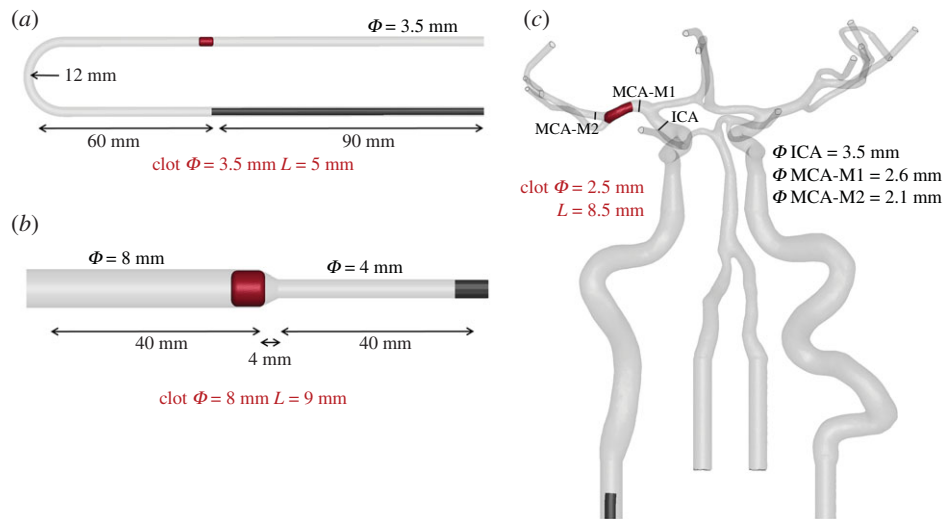 (a)
Φ = 3.5 mm
12 mm
60 mm
90 mm
clot Φ = 3.5 mm L = 5 mm
(b)
Φ = 8 mm
Φ = 4 mm
40 mm
4 mm
40 mm
clot Φ = 8 mm L = 9 mm
(c)
MCA-M1
ICA
MCA-M2
clot Φ = 2.5 mm
L = 8.5 mm
Φ ICA = 3.5 mm
Φ MCA-M1 = 2.6 mm
Φ MCA-M2 = 2.1 mm